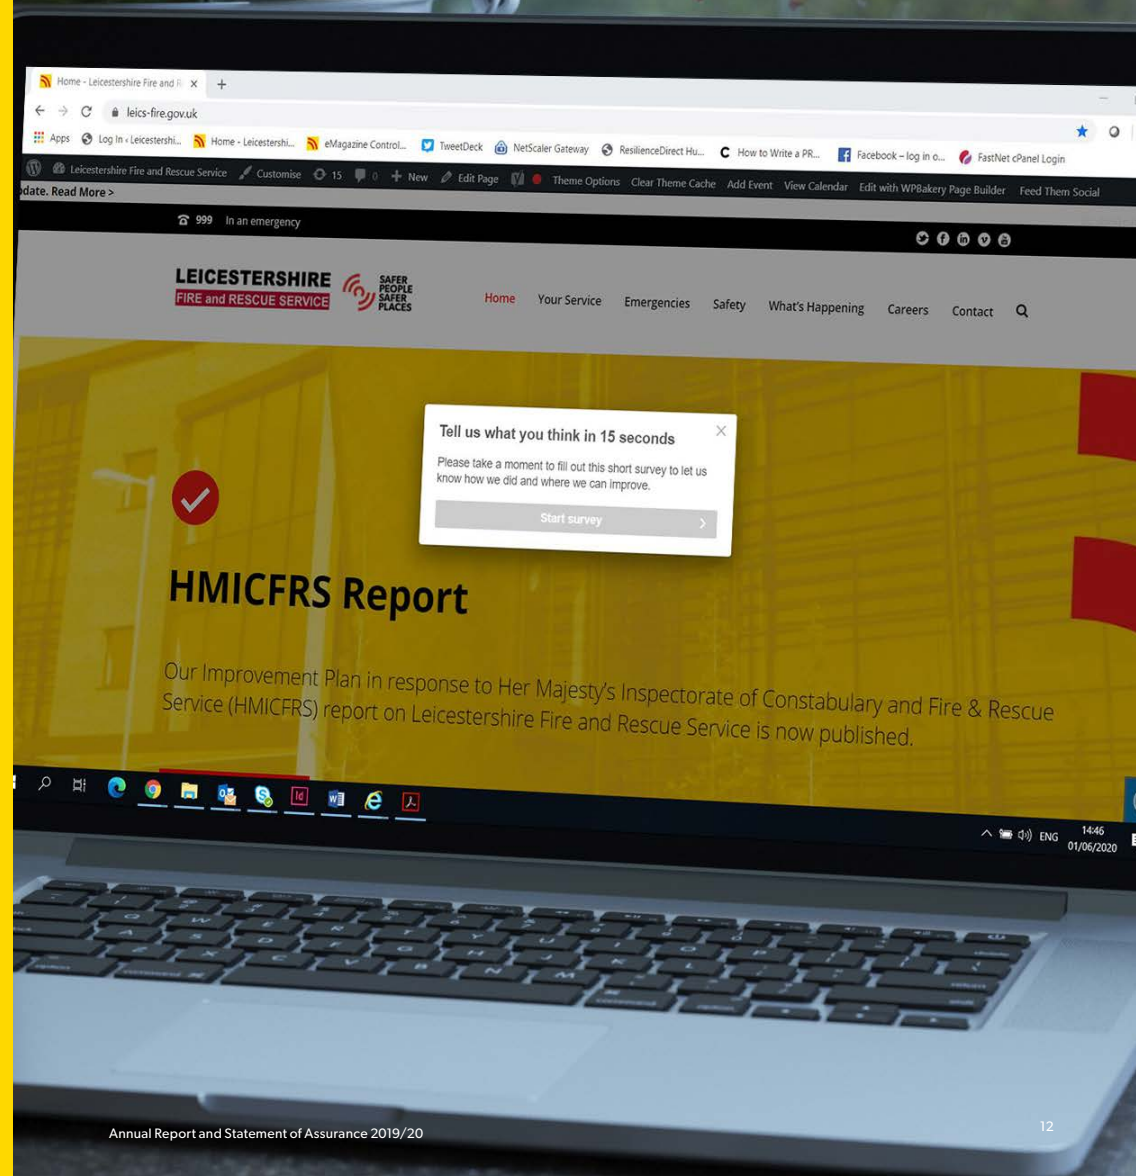 Home - Leicestershire Fire and R
leics-fire.gov.uk
Apps Log In ‹ Leicestershi... Home - Leicestershi... eMagazine Control... TweetDeck NetScaler Gateway ResilienceDirect Hu... How to Write a PR... Facebook – log in o... FastNet cPanel Login
Leicestershire Fire and Rescue Service Customise 15 0 New Edit Page Theme Options Clear Theme Cache Add Event View Calendar Edit with WPBakery Page Builder Feed Them Social
date. Read More >
999 In an emergency
LEICESTERSHIRE
FIRE and RESCUE SERVICE
SAFER
PEOPLE
SAFER
PLACES
Home Your Service Emergencies Safety What's Happening Careers Contact
Tell us what you think in 15 seconds
Please take a moment to fill out this short survey to let us
know how we did and where we can improve.
Start survey
HMICFRS Report
Our Improvement Plan in response to Her Majesty's Inspectorate of Constabulary and Fire & Rescue
Service (HMICFRS) report on Leicestershire Fire and Rescue Service is now published.
ENG
14:46
01/06/2020
Annual Report and Statement of Assurance 2019/20
12